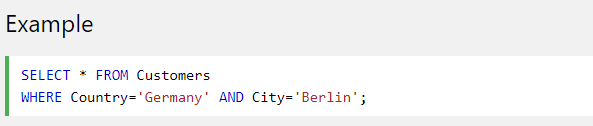 Example
SELECT * FROM Customers
WHERE Country='Germany' AND City='Berlin';